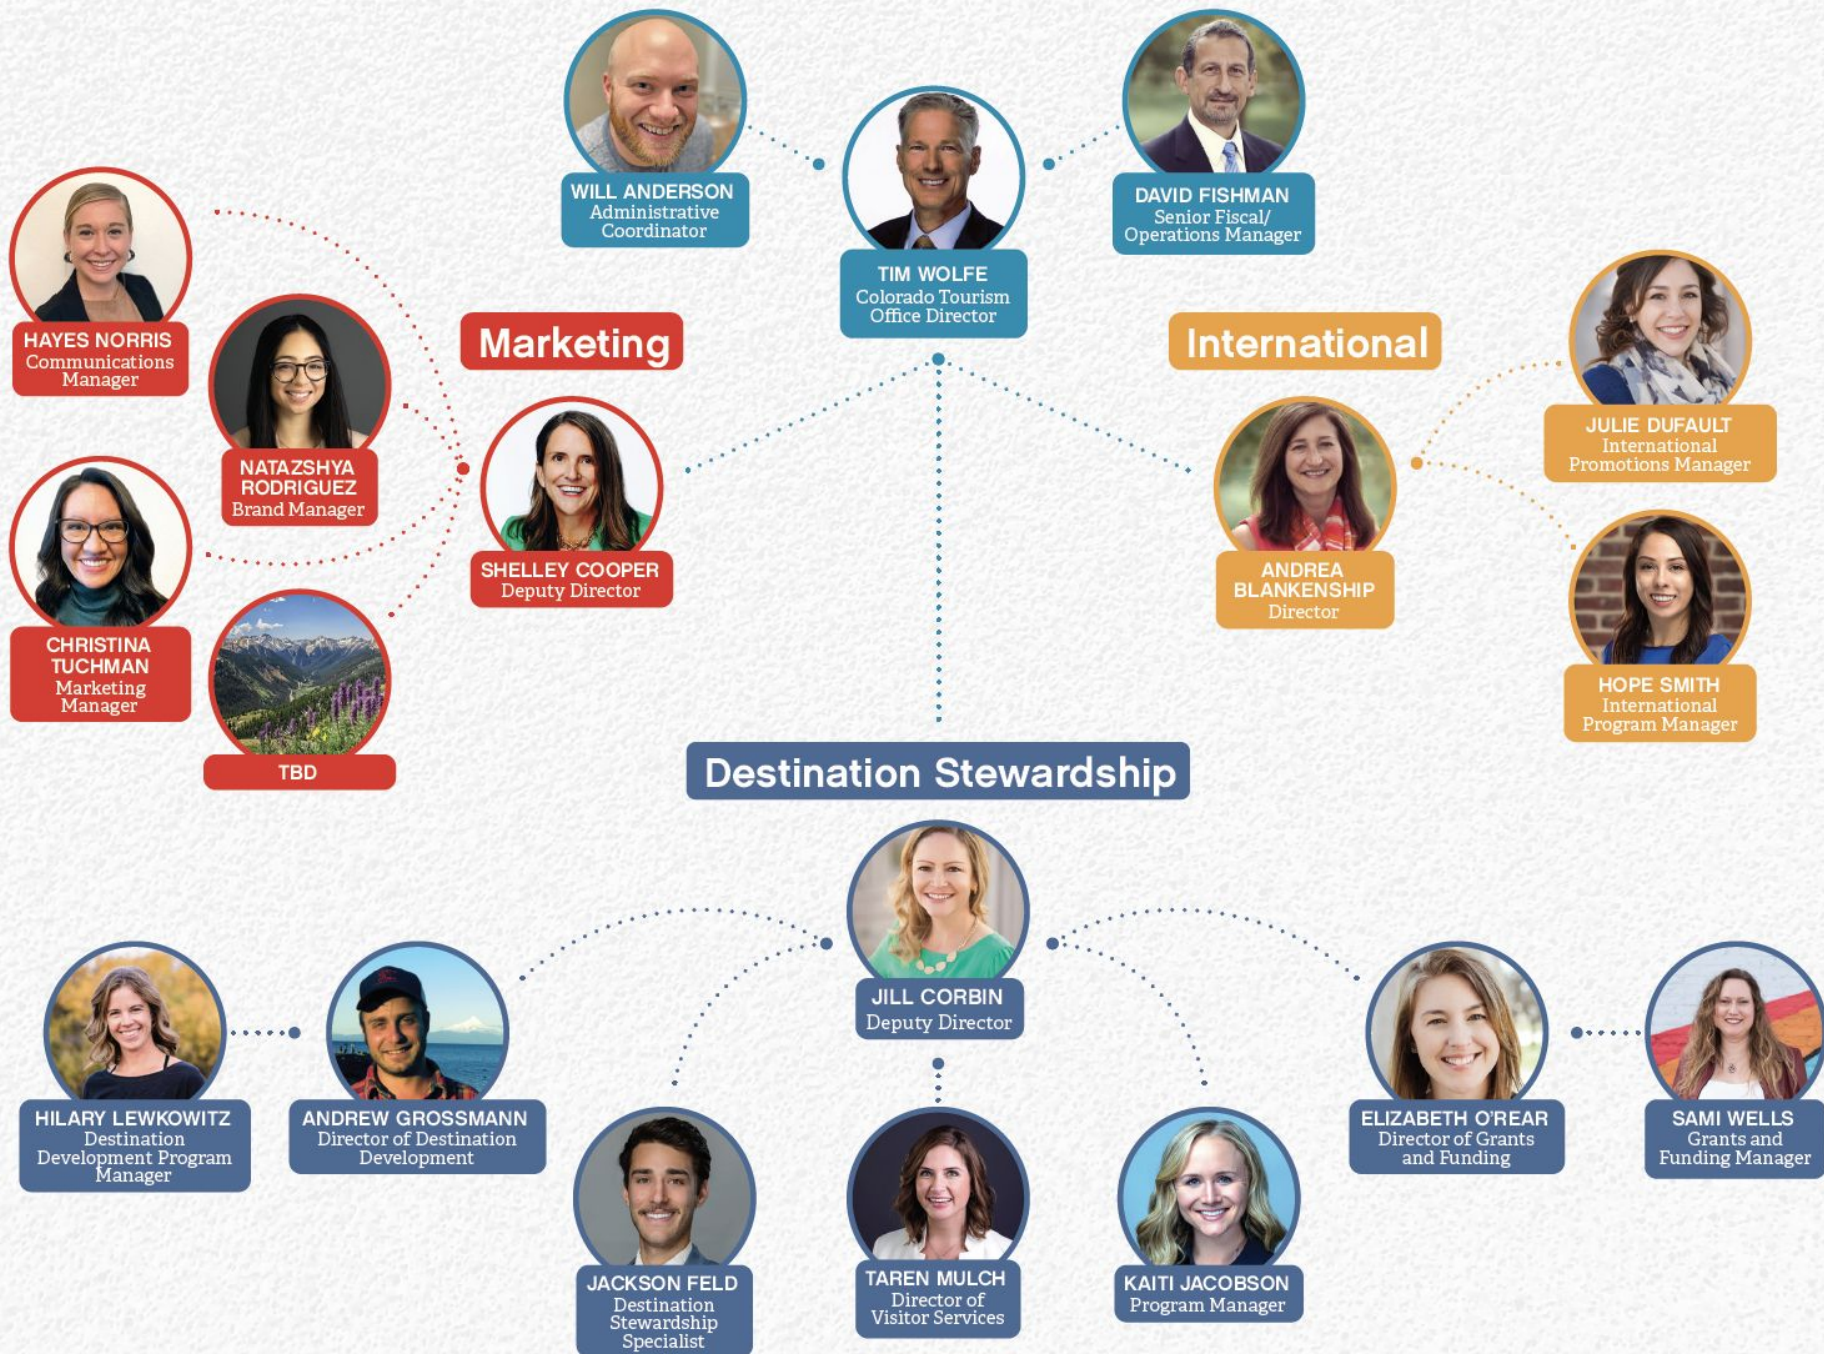 WILL ANDERSON
Administrative
Coordinator
TIM WOLFE
Colorado Tourism
Office Director
DAVID FISHMAN
Senior Fiscal/
Operations Manager
Marketing
HAYES NORRIS
Communications
Manager
NATAZSHYA
RODRIGUEZ
Brand Manager
CHRISTINA
TUCHMAN
Marketing
Manager
TBD
SHELLEY COOPER
Deputy Director
International
ANDREA
BLANKENSHIP
Director
JULIE DUFAULT
International
Promotions Manager
HOPE SMITH
International
Program Manager
Destination Stewardship
JILL CORBIN
Deputy Director
HILARY LEWKOWITZ
Destination
Development Program
Manager
ANDREW GROSSMANN
Director of Destination
Development
JACKSON FELD
Destination
Stewardship
Specialist
TAREN MULCH
Director of
Visitor Services
KAITI JACOBSON
Program Manager
ELIZABETH O'REAR
Director of Grants
and Funding
SAMI WELLS
Grants and
Funding Manager